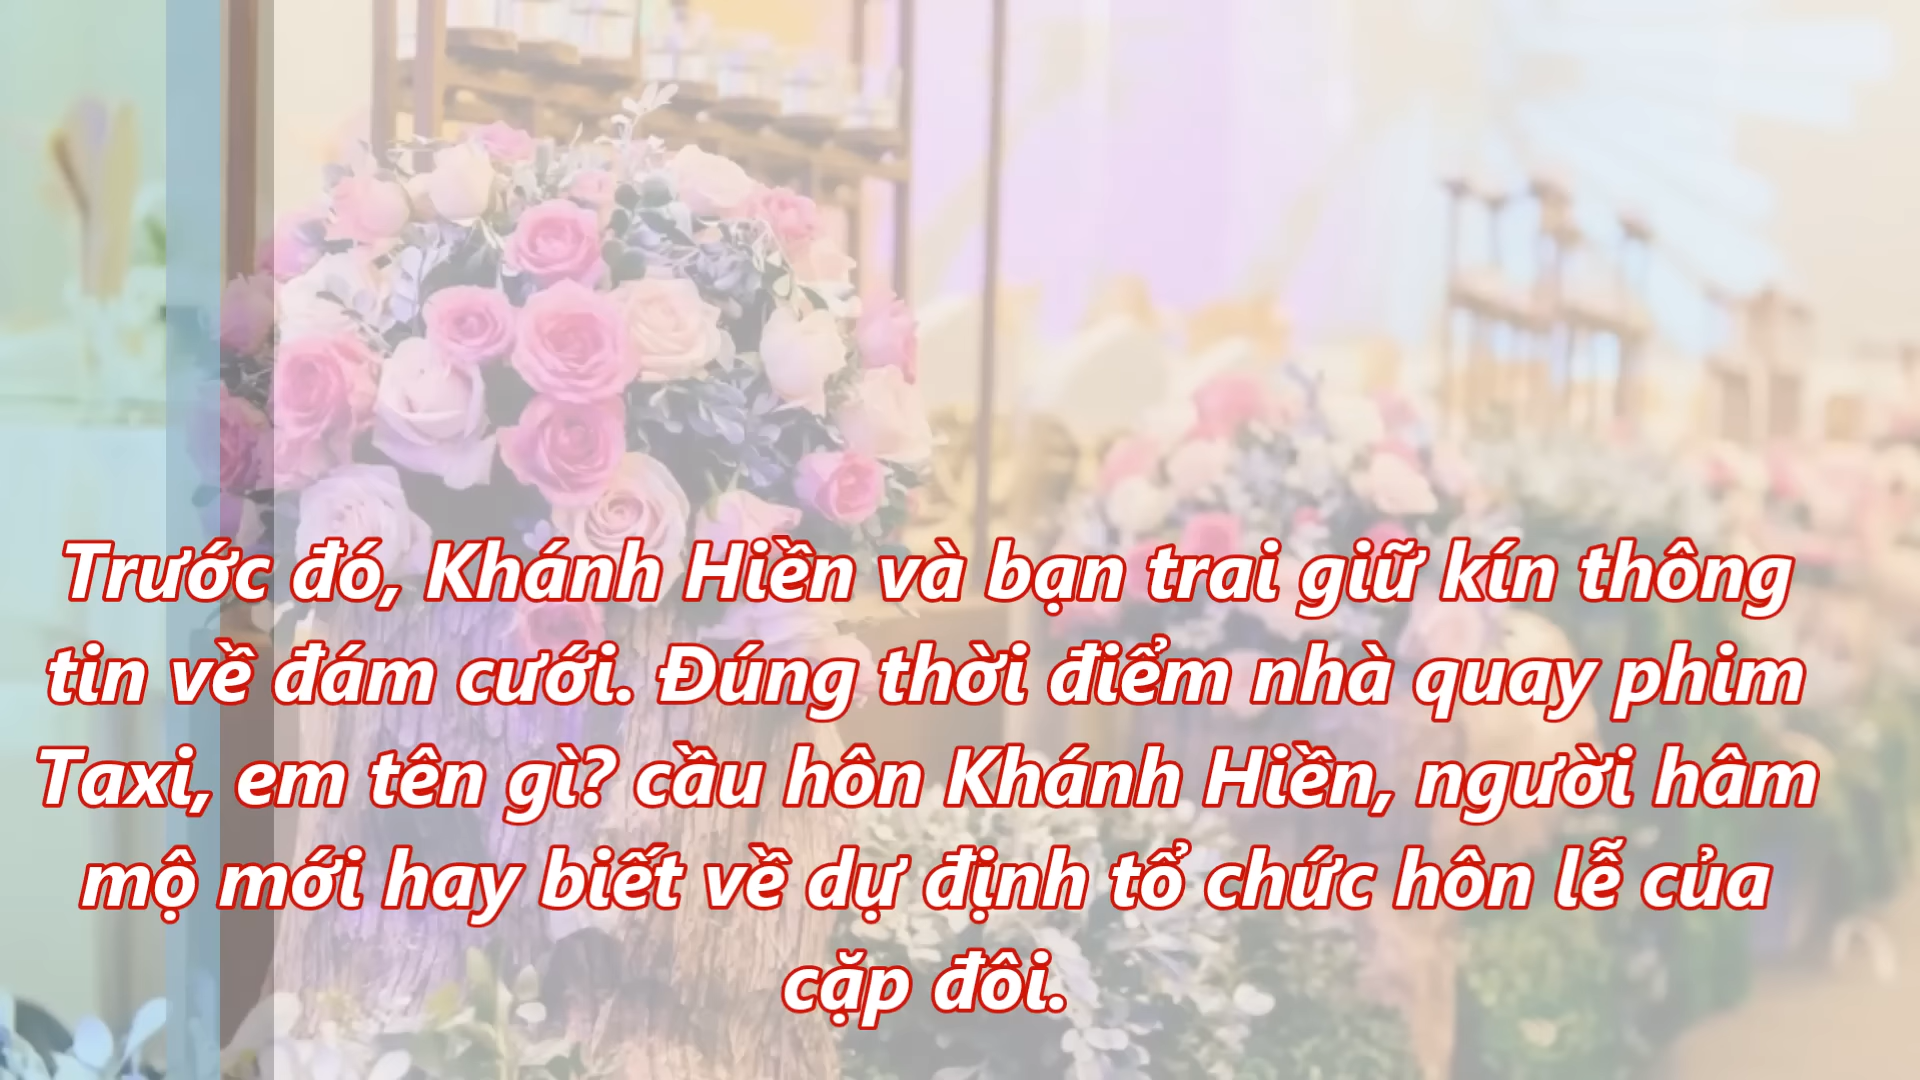 Trước đó, Khánh Hiền và bạn trai giữ kín thông
tin về đám cưới. Đúng thời điểm nhà quay phim
Taxi, em tên gì? cầu hôn Khánh Hiền, người hâm
mộ mới hay biết về dự định tổ chức hôn lễ của
cặp đôi.